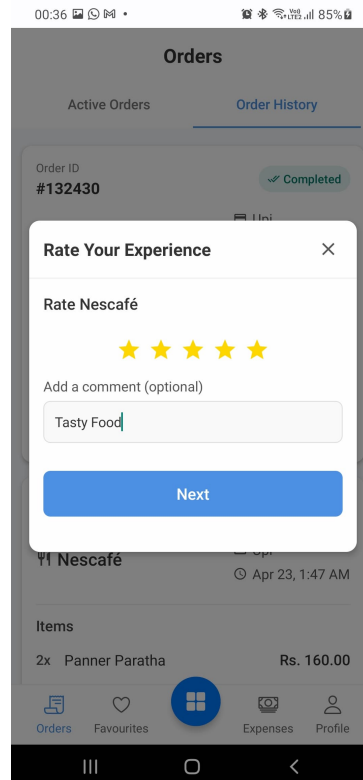 00:36
85%
Orders
Active Orders
Order History
Order ID
#132430
Completed
Upi
Rate Your Experience
Rate Nescafé
Add a comment (optional)
Tasty Food
Next
Nescafé
Upi
Apr 23, 1:47 AM
Items
2x Panner Paratha
Rs. 160.00
Orders
Favourites
Expenses
Profile